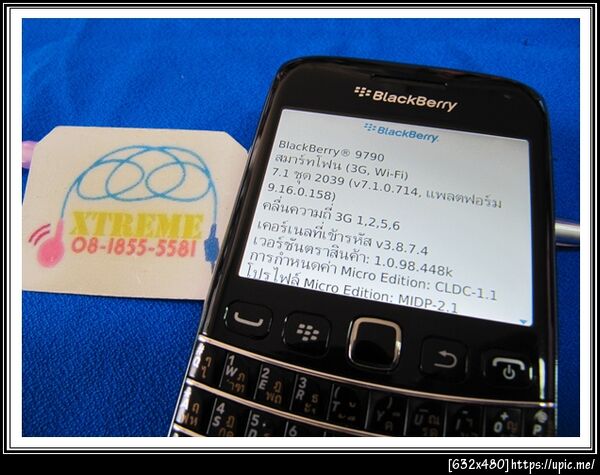 BlackBerry
BlackBerry
BlackBerry® 9790
สมาร์ทโฟน (3G, Wi-Fi)
7.1 ชุด 2039 (v7.1.0.714, แพลตฟอร์ม
9.16.0.158)
คลื่นความถี่ 3G 1,2,5,6
เคอร์เนลที่เข้ารหัส v3.8.7.4
เวอร์ชันตราสินค้า: 1.0.98.448k
การกำหนดค่า Micro Edition: CLDC-1.1
โปรไฟล์ Micro Edition: MIDP-2.1
XTREME
08-1855-5581
1 2 3
W E R
[632x480] https://upic.me/